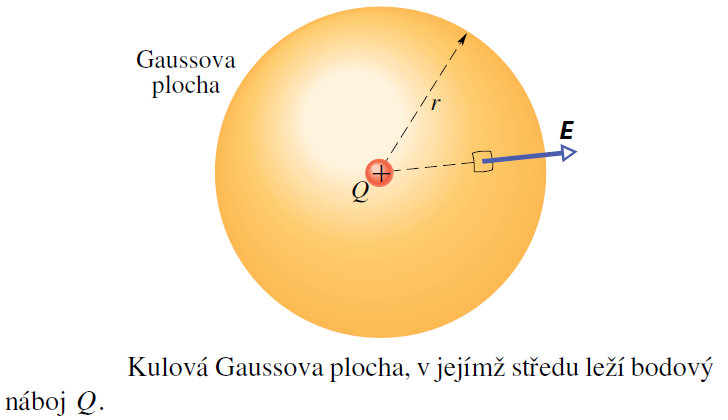 Gaussova
plocha
r
E
+
Q
Kulová Gaussova plocha, v jejímž středu leží bodový
náboj Q.